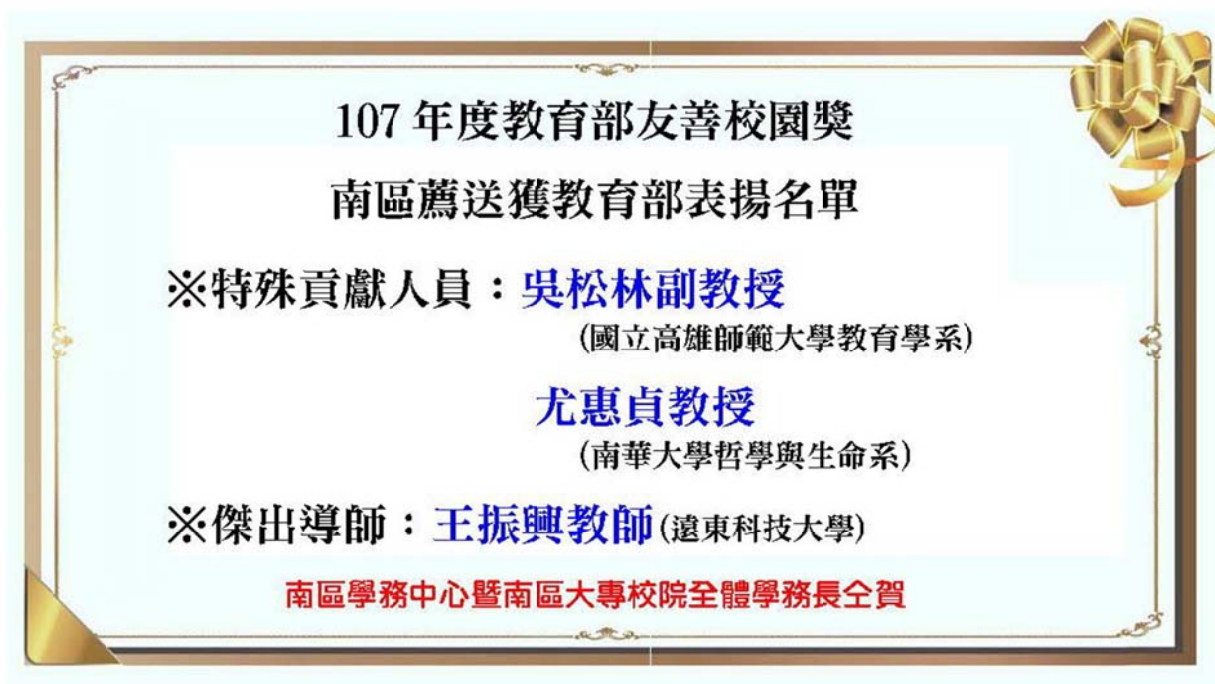 107 年度教育部友善校園獎
南區薦送獲教育部表揚名單
※特殊貢獻人員：吳松林副教授
(國立高雄師範大學教育學系)
尤惠貞教授
(南華大學哲學與生命系)
※傑出導師：王振興教師(遠東科技大學)
南區學務中心暨南區大專校院全體學務長仝賀